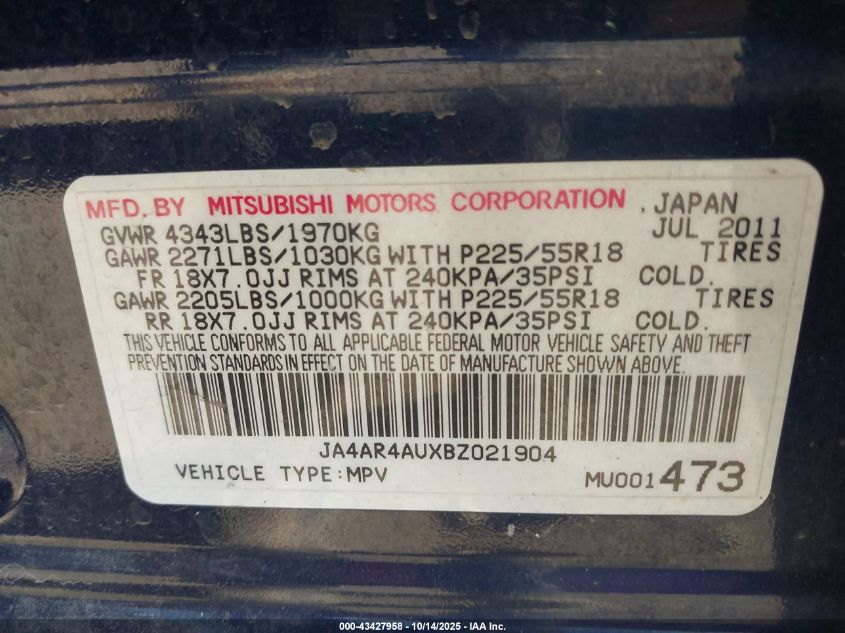 MFD. BY MITSUBISHI MOTORS CORPORATION . JAPAN
GVWR 4343LBS/1970KG JUL 2011
GAWR 2271LBS/1030KG WITH P225/55R18 TIRES
FR 18X7.0JJ RIMS AT 240KPA/35PSI COLD.
GAWR 2205LBS/1000KG WITH P225/55R18 TIRES
RR 18X7.0JJ RIMS AT 240KPA/35PSI COLD.
THIS VEHICLE CONFORMS TO ALL APPLICABLE FEDERAL MOTOR VEHICLE SAFETY AND THEFT
PREVENTION STANDARDS IN EFFECT ON THE DATE OF MANUFACTURE SHOWN ABOVE.
JA4AR4AUXBZ021904
VEHICLE TYPE:MPV MU001473
000-43427958 - 10/14/2025 - IAA Inc.